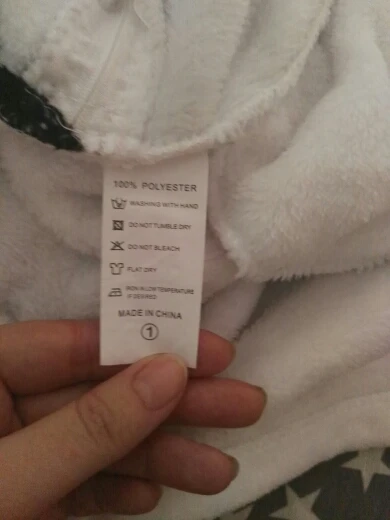 100% POLYESTER
WASHING WITH HAND
DO NOT TUMBLE DRY
DO NOT BLEACH
FLAT DRY
IRON IN LOW TEMPERATURE
IF DESIRED
MADE IN CHINA
1